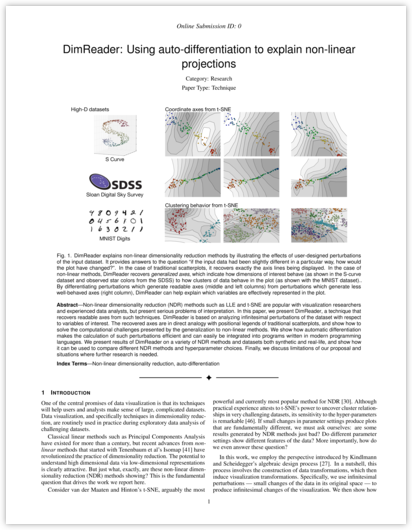 Online Submission ID: 0
DimReader: Using auto-differentiation to explain non-linear
projections
Category: Research
Paper Type: Technique
High-D datasets
Coordinate axes from t-SNE
S Curve
SDSS
Sloan Digital Sky Survey
Clustering behavior from t-SNE
MNIST Digits
Fig. 1. DimReader explains non-linear dimensionality reduction methods by illustrating the effects of user-designed perturbations
of the input dataset. It provides answers to the question "if the input data had been slightly different in a particular way, how would
the plot have changed?". In the case of traditional scatterplots, it recovers exactly the axis lines being displayed. In the case of
non-linear methods, DimReader recovers generalized axes, which indicate how dimensions of interest behave (as shown in the S-curve
dataset and observed star colors from the SDSS) to how clusters of data behave in the plot (as shown with the MNIST dataset).
By differentiating perturbations which generate readable axes (middle and left columns) from perturbations which generate less
well-behaved axes (right column), DimReader can help explain which variables are effectively represented in the plot.
Abstract—Non-linear dimensionality reduction (NDR) methods such as LLE and t-SNE are popular with visualization researchers
and experienced data analysts, but present serious problems of interpretation. In this paper, we present DimReader, a technique that
recovers readable axes from such techniques. DimReader is based on analyzing infinitesimal perturbations of the dataset with respect
to variables of interest. The recovered axes are in direct analogy with positional legends of traditional scatterplots, and show how to
solve the computational challenges presented by the generalization to non-linear methods. We show how automatic differentiation
makes the calculation of such perturbations efficient and can easily be integrated into programs written in modern programming
languages. We present results of DimReader on a variety of NDR methods and datasets both synthetic and real-life, and show how
it can be used to compare different NDR methods and hyperparameter choices. Finally, we discuss limitations of our proposal and
situations where further research is needed.
Index Terms—Non-linear dimensionality reduction, auto-differentiation
1 INTRODUCTION
One of the central promises of data visualization is that its techniques
will help users and analysts make sense of large, complicated datasets.
Data visualization, and specifically techniques in dimensionality reduc-
tion, are routinely used in practice during exploratory data analysis of
challenging datasets.
Classical linear methods such as Principal Components Analysis
have existed for more than a century, but recent advances from non-
linear methods that started with Tenenbaum et al's Isomap [41] have
revolutionized the practice of dimensionality reduction. The potential to
understand high dimensional data via low-dimensional representations
is clearly attractive. But just what, exactly, are these non-linear dimen-
sionality reduction (NDR) methods showing? This is the fundamental
question that drives the work we report here.
Consider van der Maaten and Hinton's t-SNE, arguably the most
powerful and currently most popular method for NDR [30]. Although
practical experience attests to t-SNE's power to uncover cluster relation-
ships in very challenging datasets, its sensitivity to the hyper-parameters
is remarkable [46]. If small changes in parameter settings produce plots
that are fundamentally different, we must ask ourselves: are some
results generated by NDR methods just bad? Do different parameter
settings show different features of the data? More importantly, how do
we even answer these question?
In this work, we employ the perspective introduced by Kindlmann
and Scheidegger's algebraic design process [27]. In a nutshell, this
process involves the construction of data transformations, which then
induce visualization transformations. Specifically, we use infinitesimal
perturbations — small changes of the data in its original space — to
produce infinitesimal changes of the visualization. We then show how
1